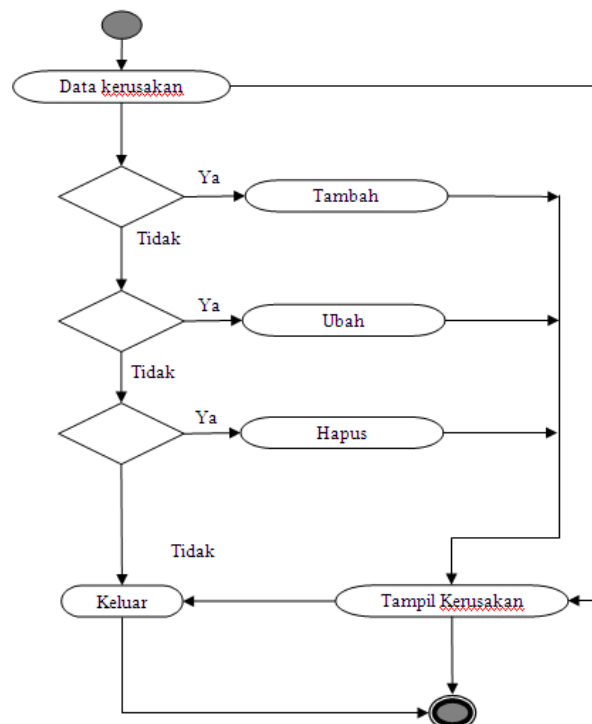 Data kerusakan
Ya
Tambah
Tidak
Ya
Ubah
Tidak
Ya
Hapus
Tidak
Keluar
Tampil Kerusakan